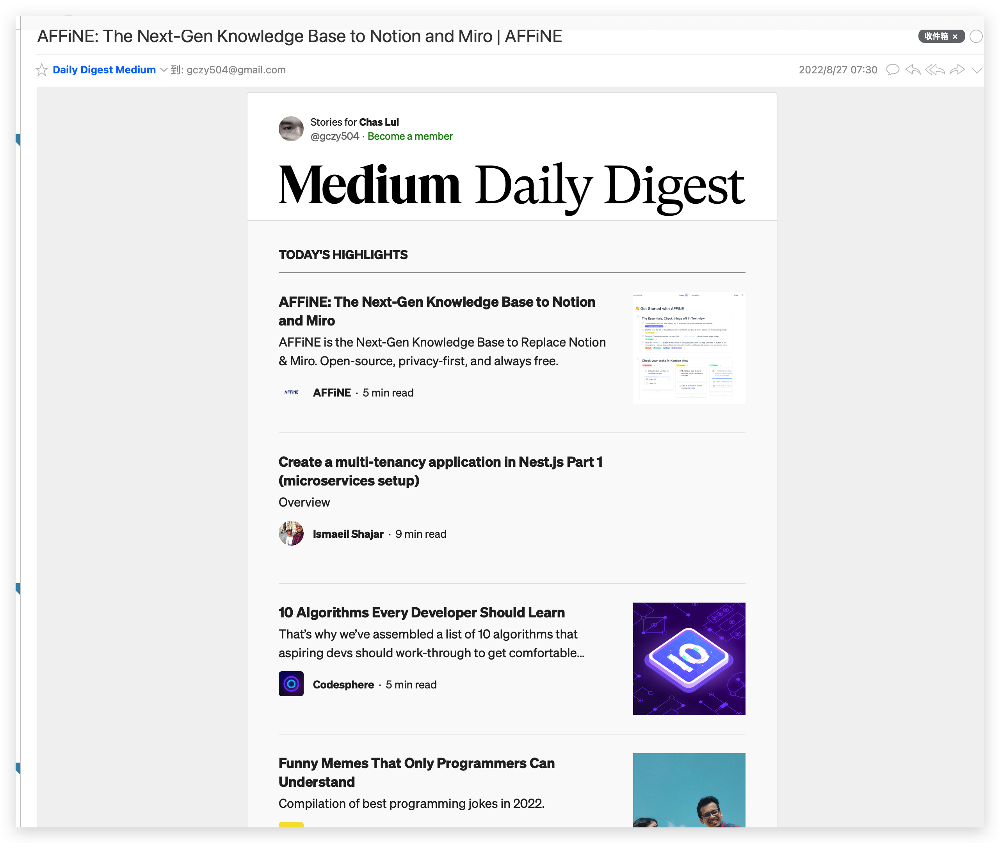 AFFiNE: The Next-Gen Knowledge Base to Notion and Miro | AFFiNE
收件箱 ×
Daily Digest Medium 到: gczy504@gmail.com
2022/8/27 07:30
Stories for Chas Lui
@gczy504 · Become a member
Medium Daily Digest
TODAY'S HIGHLIGHTS
AFFiNE: The Next-Gen Knowledge Base to Notion
and Miro
AFFiNE is the Next-Gen Knowledge Base to Replace Notion
& Miro. Open-source, privacy-first, and always free.
AFFiNE
AFFiNE · 5 min read
Get Started with AFFINE
The Essentials. Check things off in Text view
Check your tasks in Kanban view
Create a multi-tenancy application in Nest.js Part 1
(microservices setup)
Overview
Ismaeil Shajar · 9 min read
10 Algorithms Every Developer Should Learn
That’s why we’ve assembled a list of 10 algorithms that
aspiring devs should work-through to get comfortable...
Codesphere · 5 min read
10
Funny Memes That Only Programmers Can
Understand
Compilation of best programming jokes in 2022.